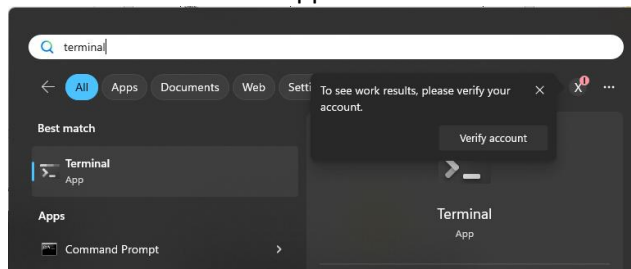 terminal
All Apps Documents Web Setti
To see work results, please verify your
account.
Verify account
X
Best match
Terminal
App
Apps
Command Prompt
Terminal
App